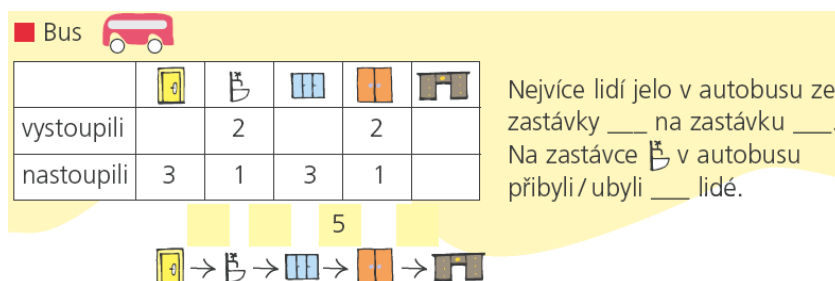 Bus
vystoupili 2 2
nastoupili 3 1 3 1
5
Nejvíce lidí jelo v autobusu ze
zastávky ___ na zastávku ___.
Na zastávce v autobusu
přibyli / ubyli ___ lidé.